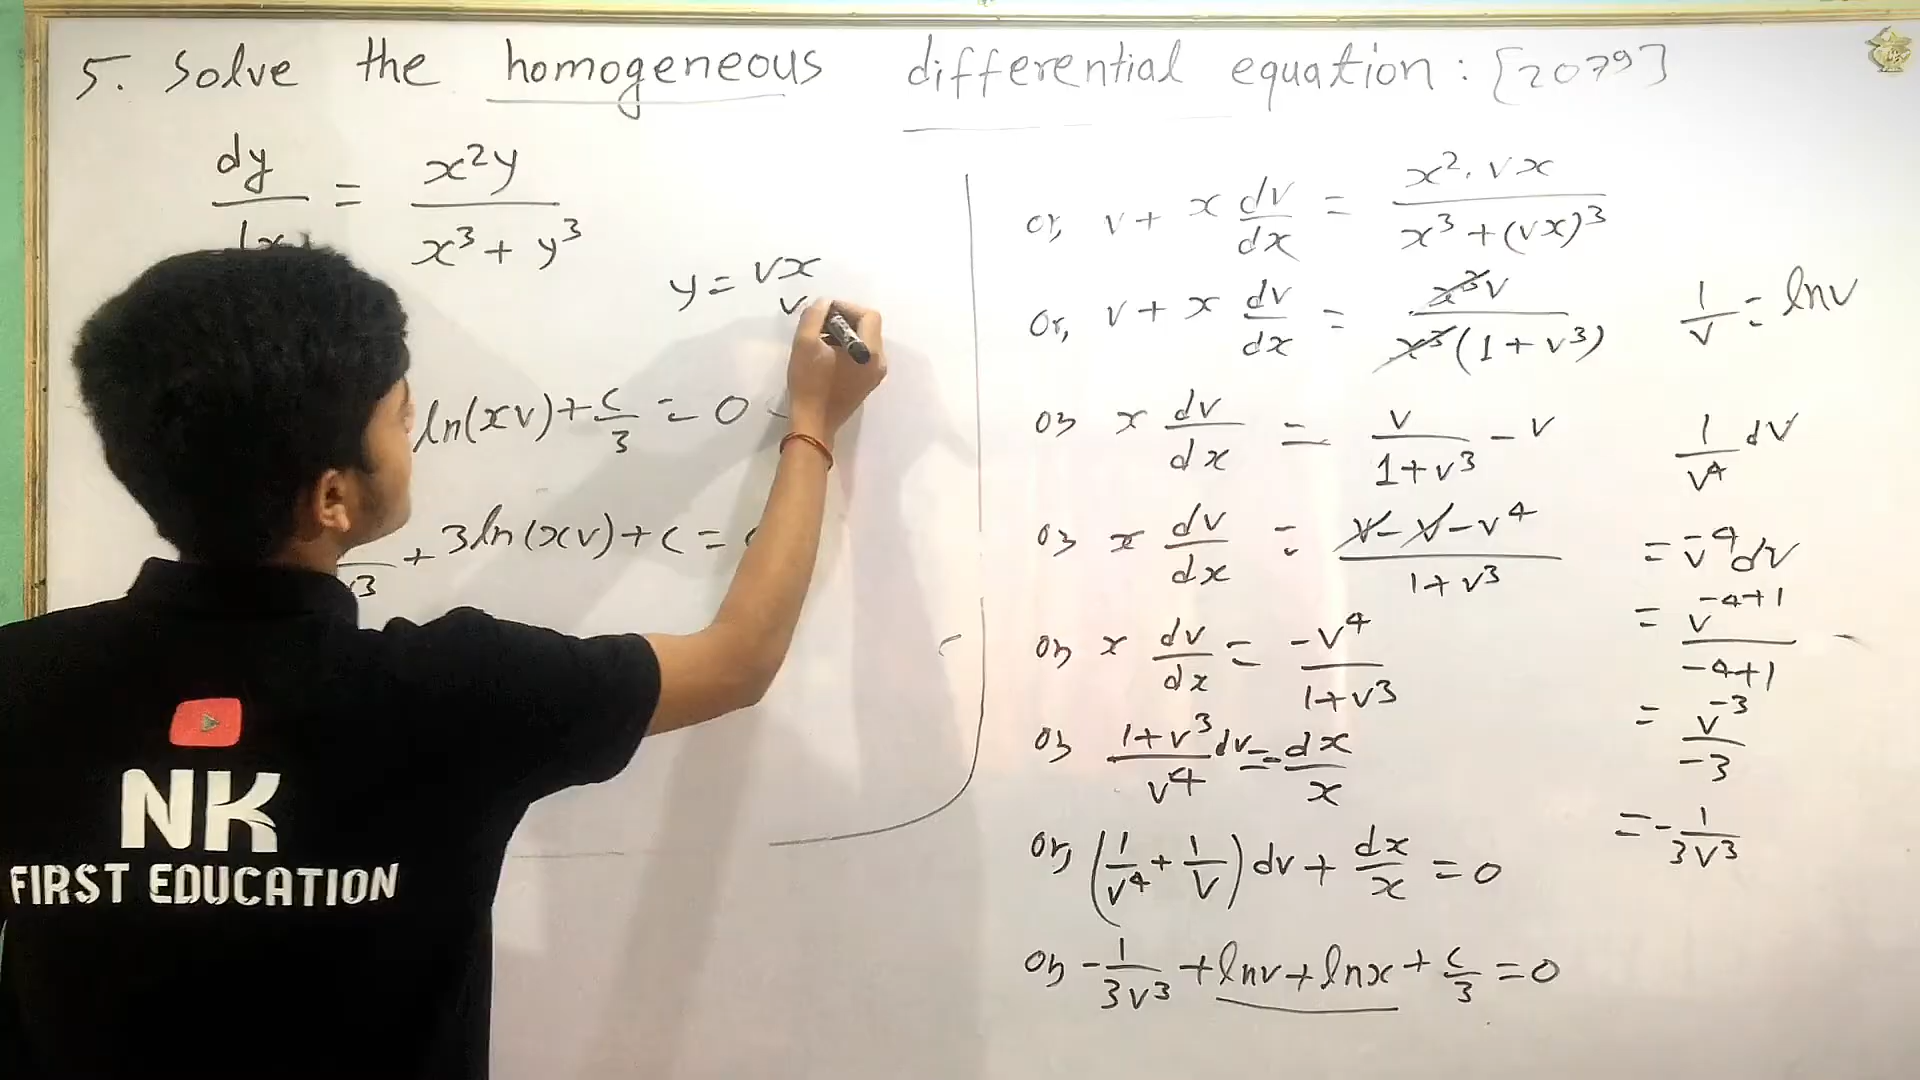 5. Solve the homogeneous differential equation: [2079]
dy/dx = x²y/(x³ + y³)
y = vx
v
ln(xv) + c/3 = 0
v3 + 3ln(xv) + c =
or, v + x dv/dx = x². vx/(x³ + (vx)³)
or, v + x dv/dx = x³v/(x³(1 + v³))
or x dv/dx = v/(1+v³) - v
or x dv/dx = (v - v - v⁴)/(1+v³)
or x dv/dx = -v⁴/(1+v³)
or (1+v³)/v⁴ dv = - dx/x
or, (1/v⁴ + 1/v) dv + dx/x = 0
or - 1/3v³ + lnv + lnx + c/3 = 0
1/v = lnv
1/v⁴ dv
= v⁻⁴dv
= v⁻⁴⁺¹/(-4+1)
= v⁻³/-3
= - 1/3v³
NK
FIRST EDUCATION